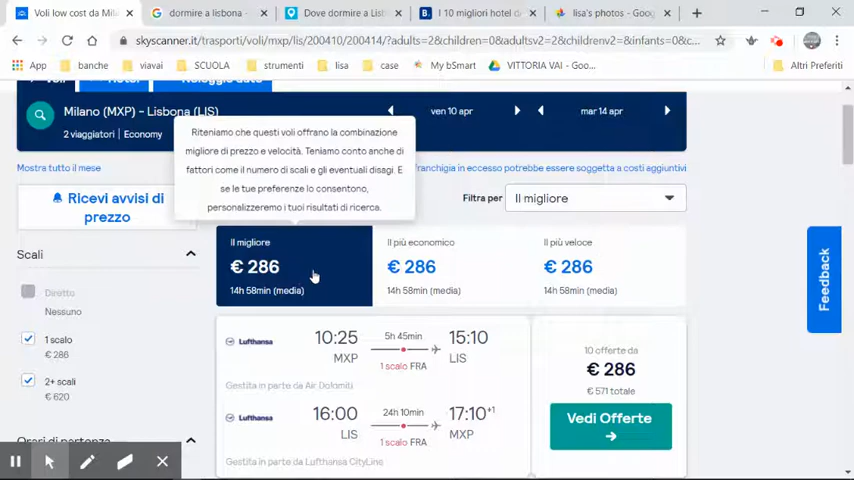 Voli low cost da Mila
dormire a lisbona -
Dove dormire a Lisb
I 10 migliori hotel d
lisa's photos - Goog
skyscanner.it/trasporti/voli/mxp/lis/200410/200414/?adults=2&children=0&adultsv2=2&childrenv2=&infants=0&c...
App
banche
viavai
SCUOLA
strumenti
lisa
case
My bSmart
VITTORIA VAI - Goo...
Altri Preferiti
Voli
Hotel
Noleggio auto
Milano (MXP) – Lisbona (LIS)
ven 10 apr
mar 14 apr
2 viaggiatori | Economy
Riteniamo che questi voli offrano la combinazione
migliore di prezzo e velocità. Teniamo conto anche di
fattori come il numero di scali e gli eventuali disagi. E
se le tue preferenze lo consentono,
personalizzeremo i tuoi risultati di ricerca.
Mostra tutto il mese
franchigia in eccesso potrebbe essere soggetta a costi aggiuntivi
Ricevi avvisi di
prezzo
Filtra per
Il migliore
Scali
Diretto
Nessuno
1 scalo
€ 286
2+ scali
€ 620
Orari di partenza
Il migliore
€ 286
14h 58min (media)
Il più economico
€ 286
14h 58min (media)
Il più veloce
€ 286
14h 58min (media)
Lufthansa
10:25
MXP
5h 45min
1 scalo FRA
15:10
LIS
Gestita in parte da Air Dolomiti
Lufthansa
16:00
LIS
24h 10min
1 scalo FRA
17:10+1
MXP
Gestita in parte da Lufthansa CityLine
10 offerte da
€ 286
€ 571 totale
Vedi Offerte
Feedback